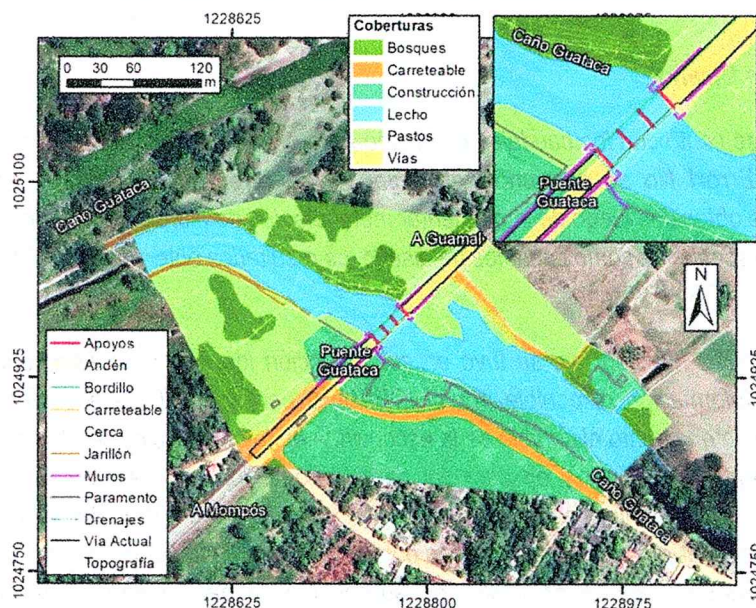 1228625
Coberturas
Bosques
Carreteable
Construcción
Lecho
Pastos
Vías
0 30 60 120
m
Caño Guataca
Puente
Guataca
1025100
1024925
1024750
Caño Guataca
A Guamal
N
Puente
Guataca
A Mompós
Caño Guataca
Apoyos
Andén
Bordillo
Carreteable
Cerca
Jarillón
Muros
Paramento
Drenajes
Vía Actual
Topografía
1024925
1024750
1228625
1228800
1228975